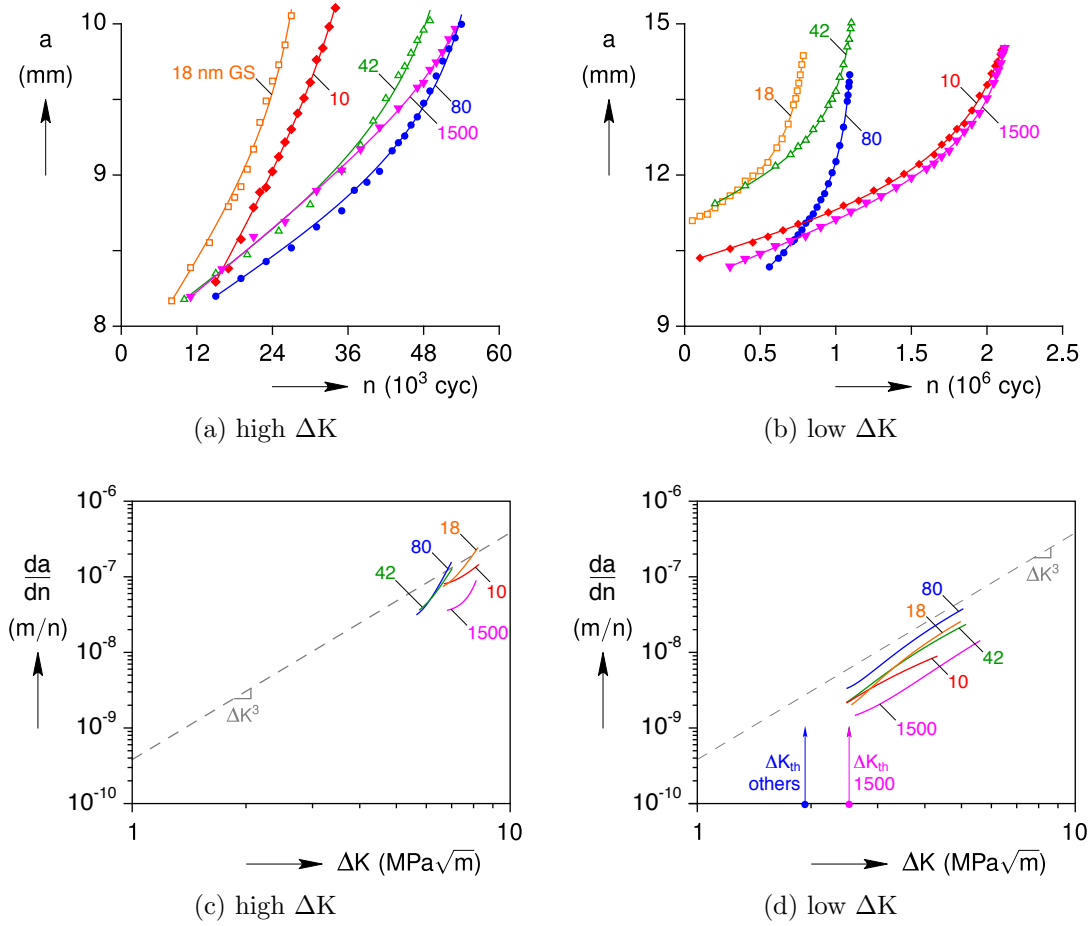 10
9
8
a
(mm)
18 nm GS
10
42
80
1500
0 12 24 36 48 60
n (10³ cyc)
(a) high ΔK
15
12
9
a
(mm)
18
42
80
10
1500
0 0.5 1 1.5 2 2.5
n (10⁶ cyc)
(b) low ΔK
10⁻⁶
10⁻⁷
10⁻⁸
10⁻⁹
10⁻¹⁰
da
dn
(m/n)
18
80
42
10
1500
ΔK³
1 10
ΔK (MPa√m)
(c) high ΔK
10⁻⁶
10⁻⁷
10⁻⁸
10⁻⁹
10⁻¹⁰
da
dn
(m/n)
ΔK³
80
18
42
10
1500
ΔKth
others
ΔKth
1500
1 10
ΔK (MPa√m)
(d) low ΔK